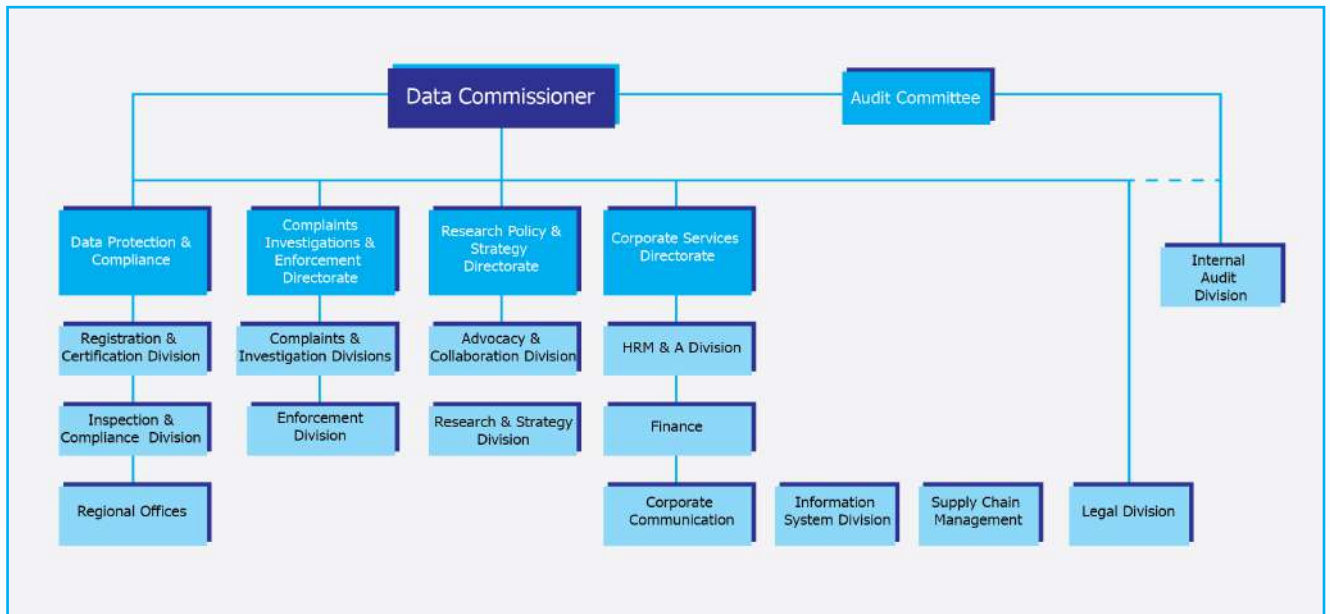 Data Commissioner
Audit Committee
Data Protection &
Compliance
Complaints
Investigations &
Enforcement
Directorate
Research Policy &
Strategy
Directorate
Corporate Services
Directorate
Internal
Audit
Division
Registration &
Certification Division
Complaints &
Investigation Divisions
Advocacy &
Collaboration Division
HRM & A Division
Inspection &
Compliance Division
Enforcement
Division
Research & Strategy
Division
Finance
Regional Offices
Corporate
Communication
Information
System Division
Supply Chain
Management
Legal Division